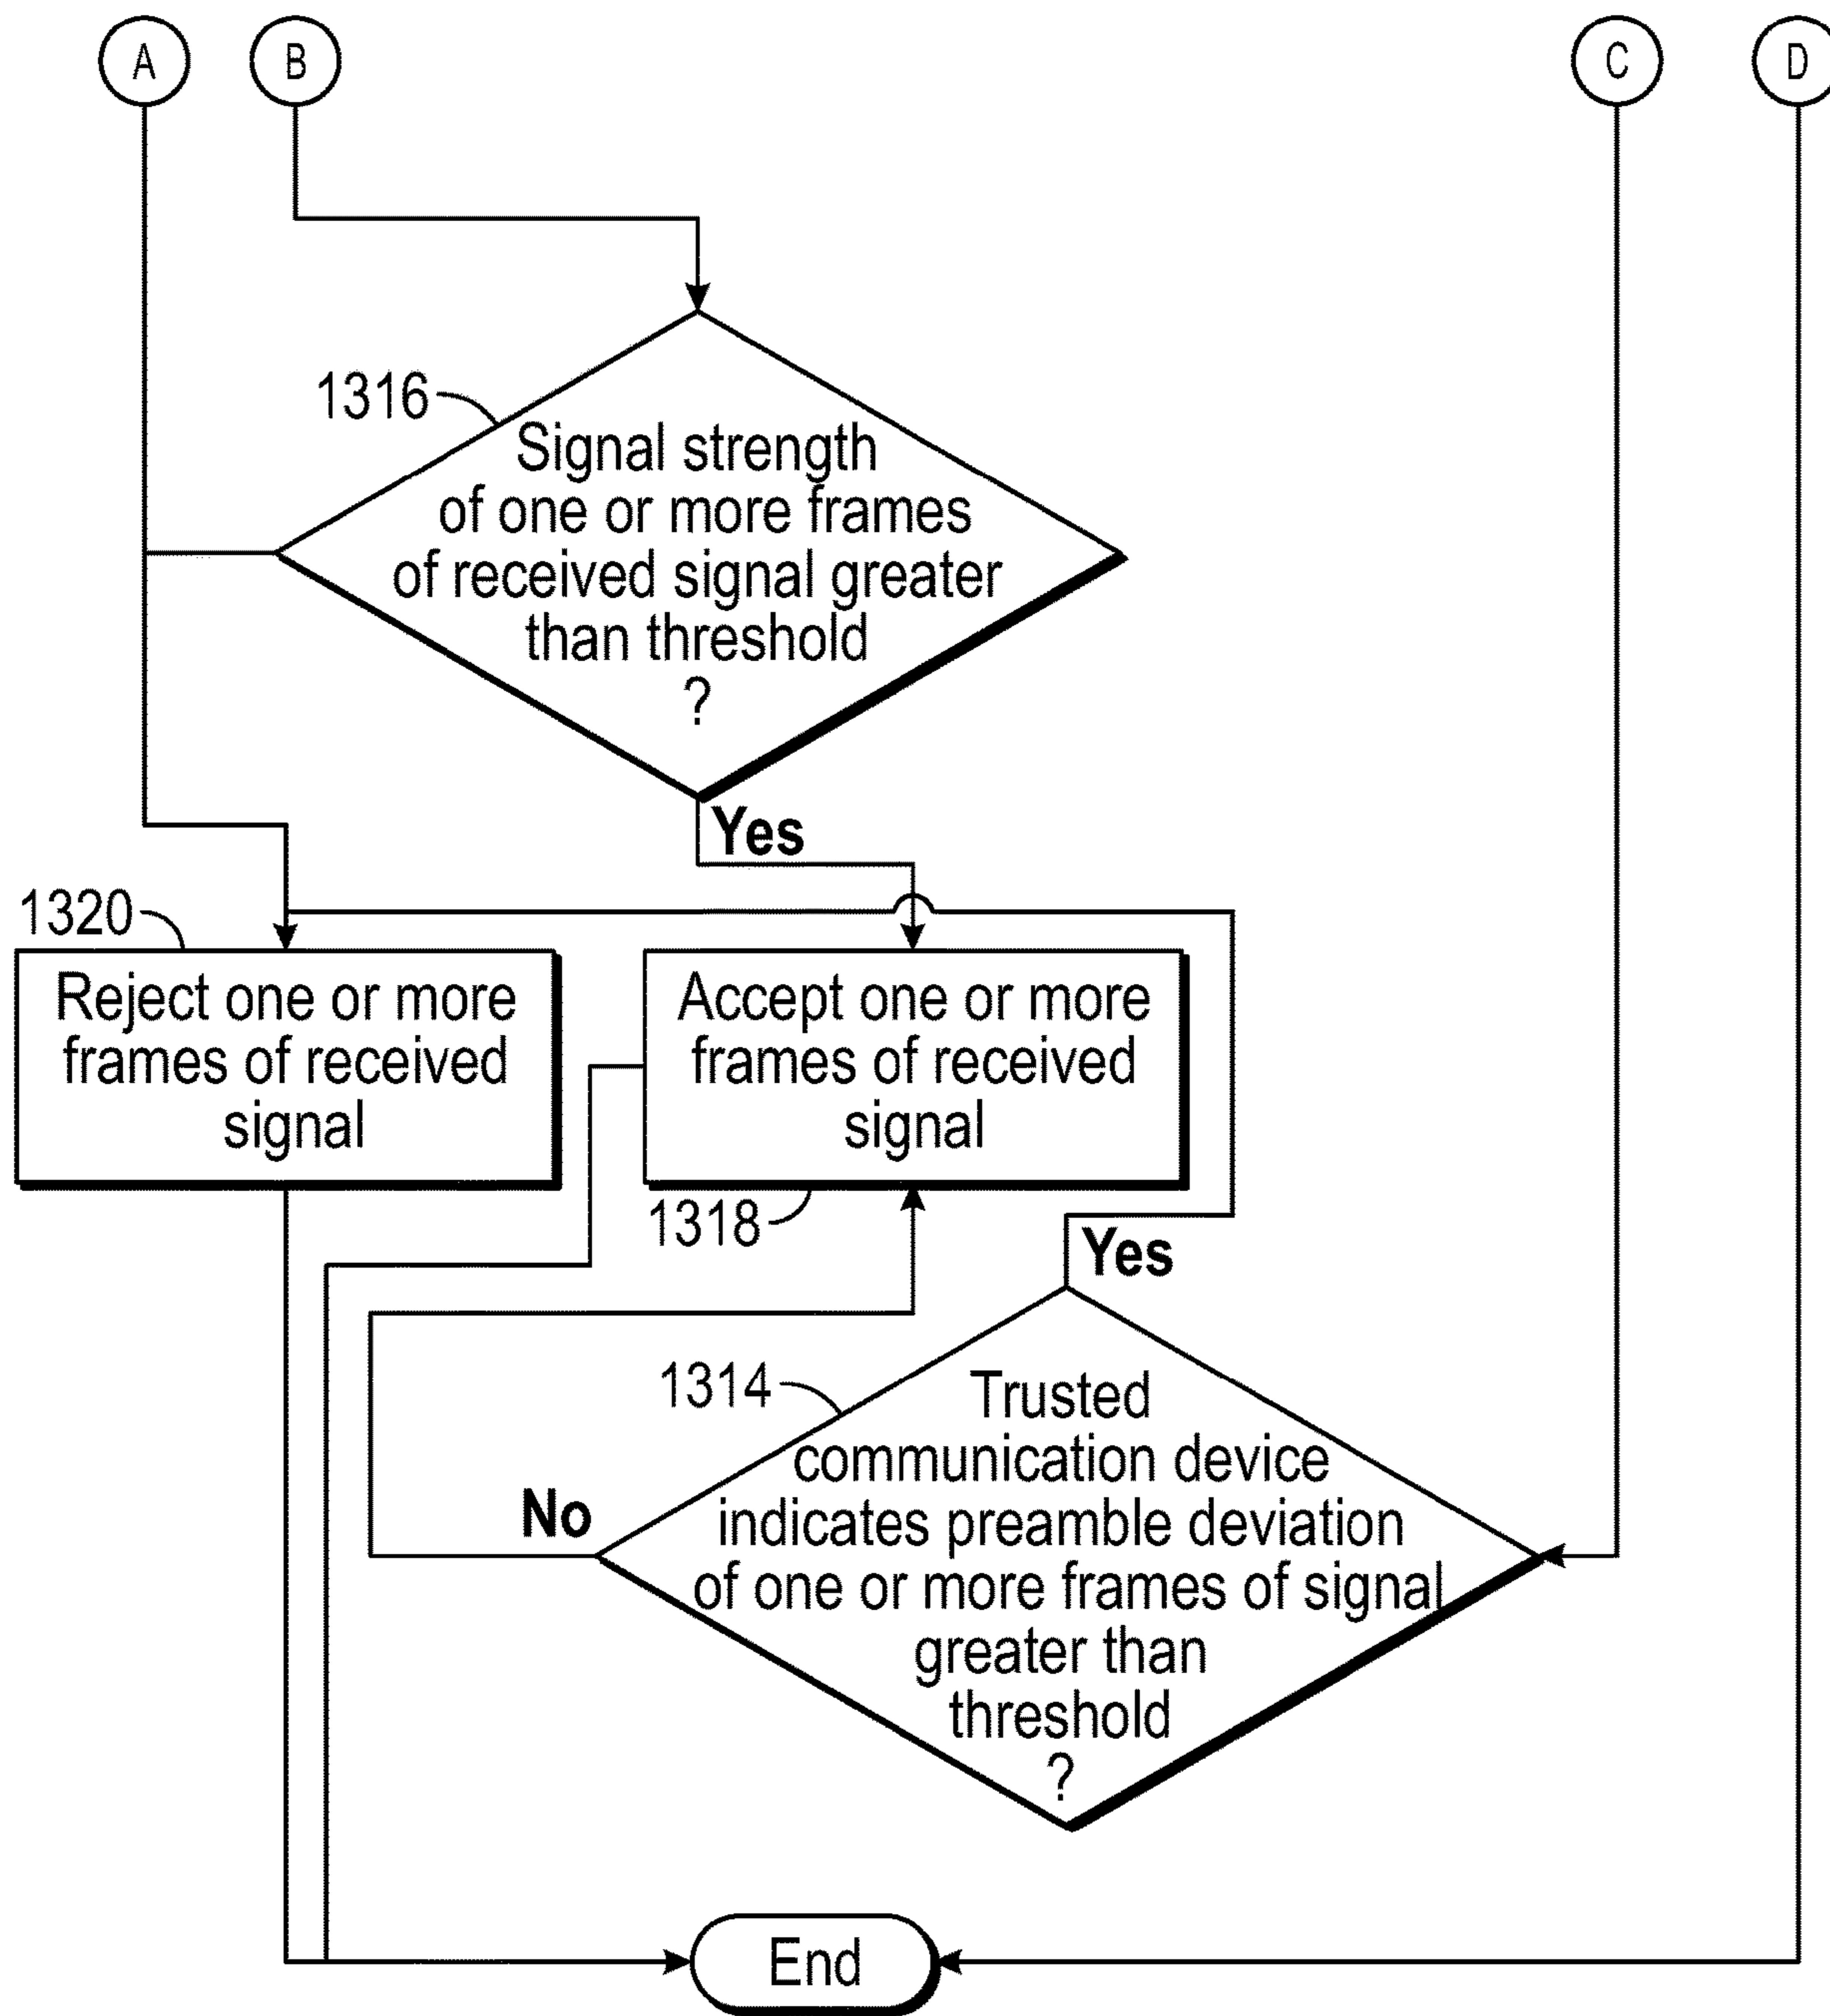 A
B
C
D
1316
Signal strength
of one or more frames
of received signal greater
than threshold
?
Yes
1320
Reject one or more
frames of received
signal
Accept one or more
frames of received
signal
1318
Yes
1314
Trusted
communication device
indicates preamble deviation
of one or more frames of signal
greater than
threshold
?
No
End